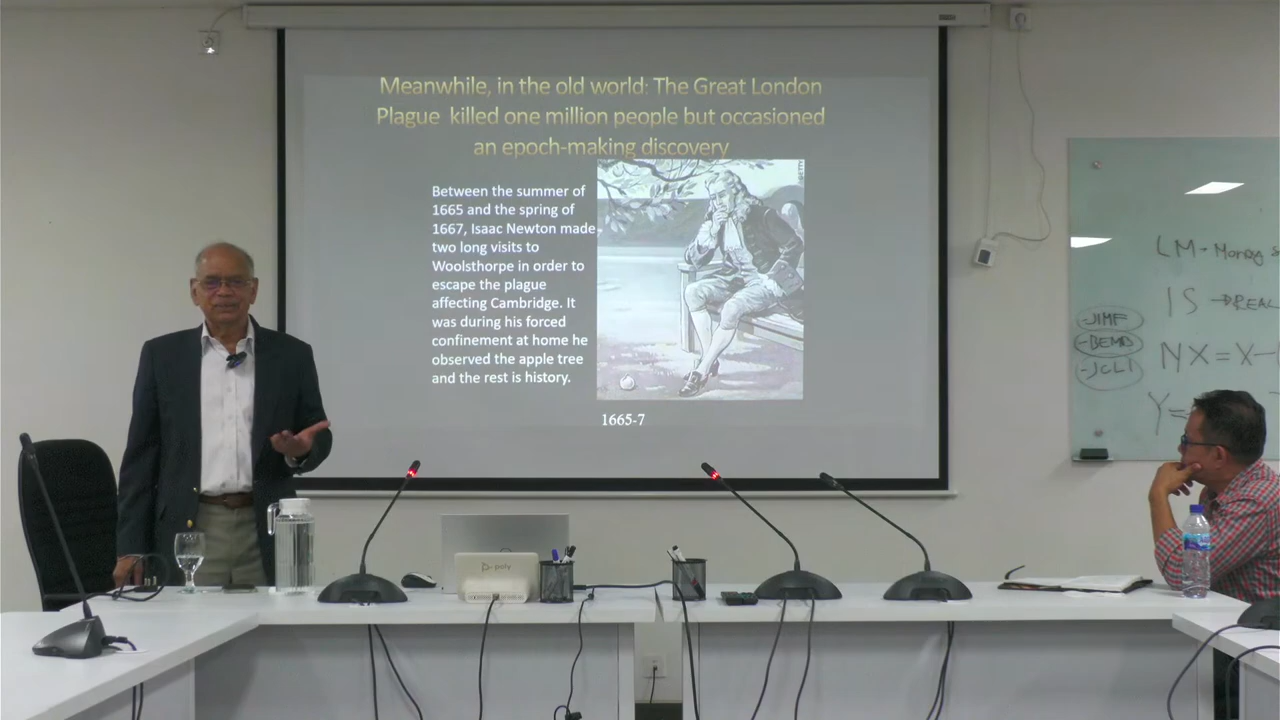 Meanwhile, in the old world: The Great London
Plague killed one million people but occasioned
an epoch-making discovery
Between the summer of
1665 and the spring of
1667, Isaac Newton made
two long visits to
Woolsthorpe in order to
escape the plague
affecting Cambridge. It
was during his forced
confinement at home he
observed the apple tree
and the rest is history.
1665-7
LM - Money
IS → REAL
-JIMF
-BEMD
-JCLI
NX = X -
Y =
poly